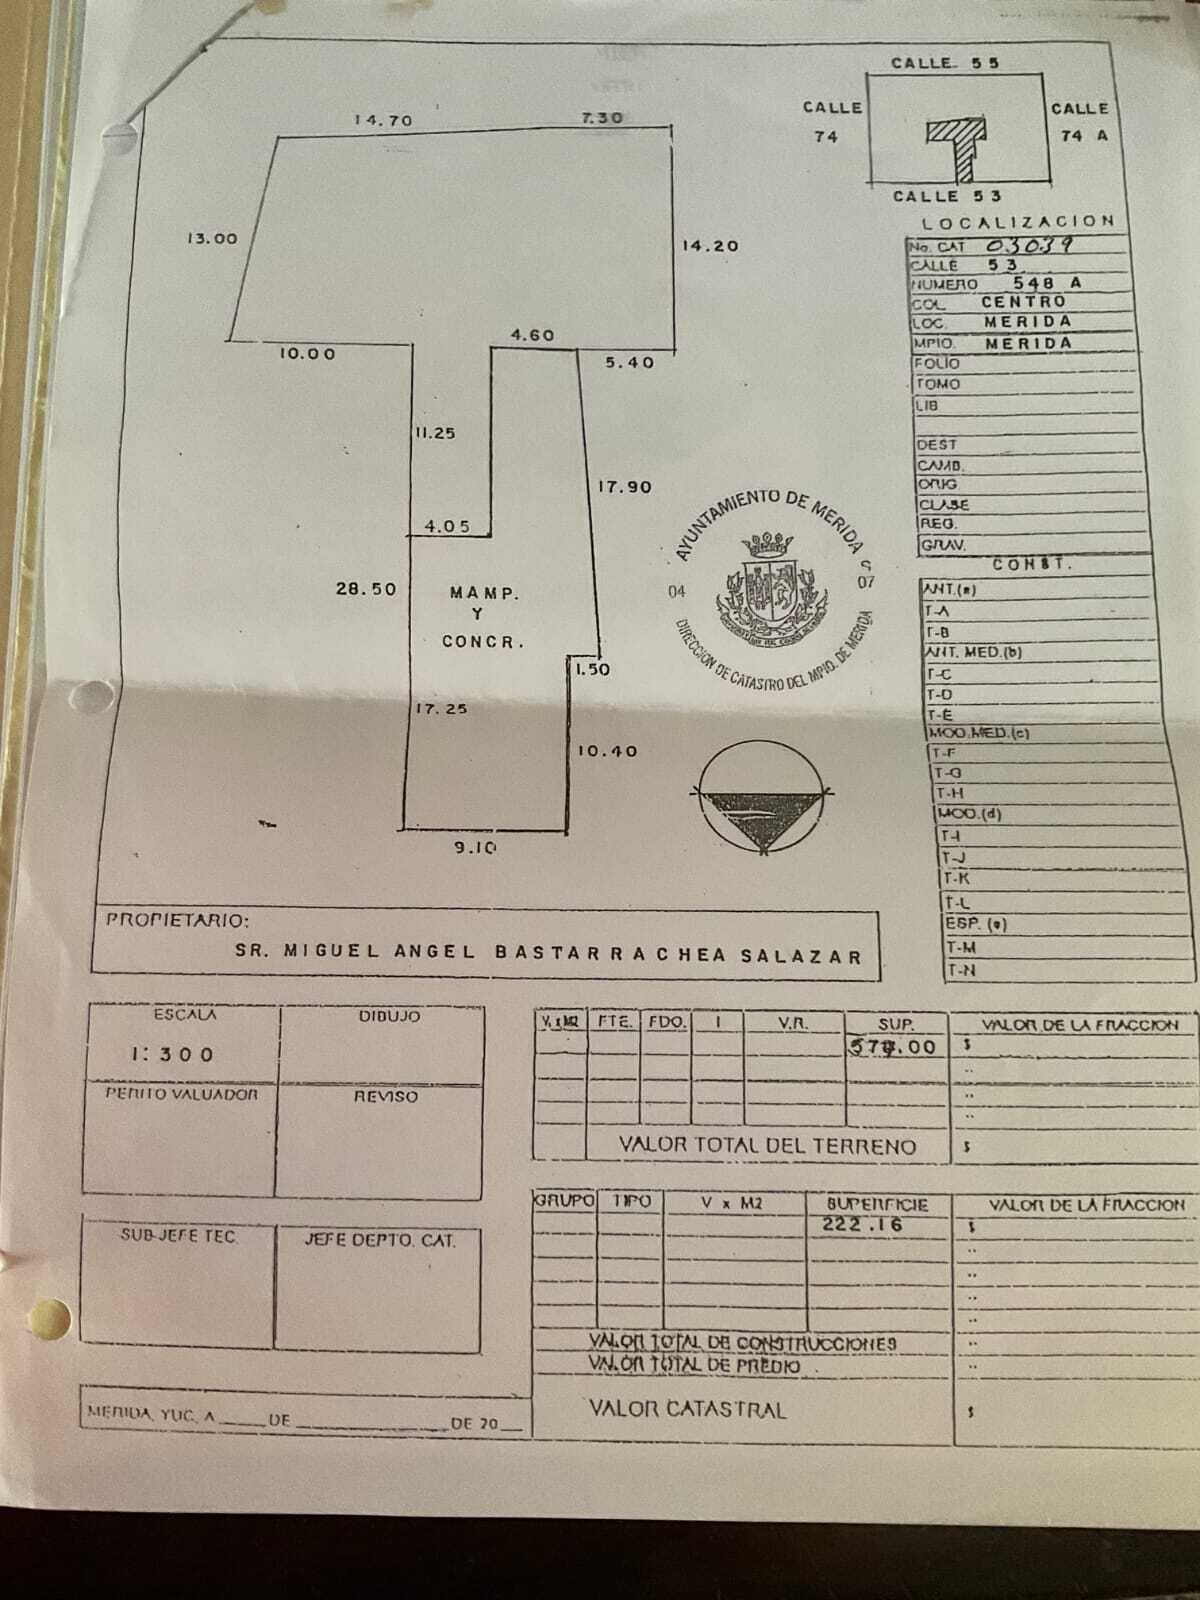 CALLE 55
CALLE
74
CALLE
74 A
CALLE 53
LOCALIZACION
14.70
7.30
13.00
14.20
10.00
4.60
5.40
11.25
17.90
4.05
28.50
MAMP.
Y
CONCR.
1.50
17.25
10.40
9.10
AYUNTAMIENTO DE MERIDA
04
07
DIRECCION DE CATASTRO DEL MPIO. DE MERIDA
No. CAT 03039
CALLE 53
NUMERO 548 A
COL CENTRO
LOC. MERIDA
MPIO. MERIDA
FOLIO
TOMO
LIB
DEST
CAMB.
ORIG.
CLASE
REG.
GRAV.
CONST.
ANT.(a)
T-A
T-B
ANT. MED.(b)
T-C
T-D
T-E
MOD.MED.(c)
T-F
T-G
T-H
MOD.(d)
T-I
T-J
T-K
T-L
ESP. (e)
T-M
T-N
PROPIETARIO:
SR. MIGUEL ANGEL BASTARRACHEA SALAZAR
ESCALA
DIBUJO
1:300
PERITO VALUADOR
REVISO
SUB-JEFE TEC.
JEFE DEPTO. CAT.
MERIDA, YUC, A ____ DE ______________ DE 20__
V. x M2 FTE. FDO. I V.R. SUP. VALOR DE LA FRACCION
.00 $
VALOR TOTAL DEL TERRENO $
GRUPO TIPO V x M2 SUPERFICIE VALOR DE LA FRACCION
222.16 $
VALOR TOTAL DE CONSTRUCCIONES
VALOR TOTAL DE PREDIO
VALOR CATASTRAL $